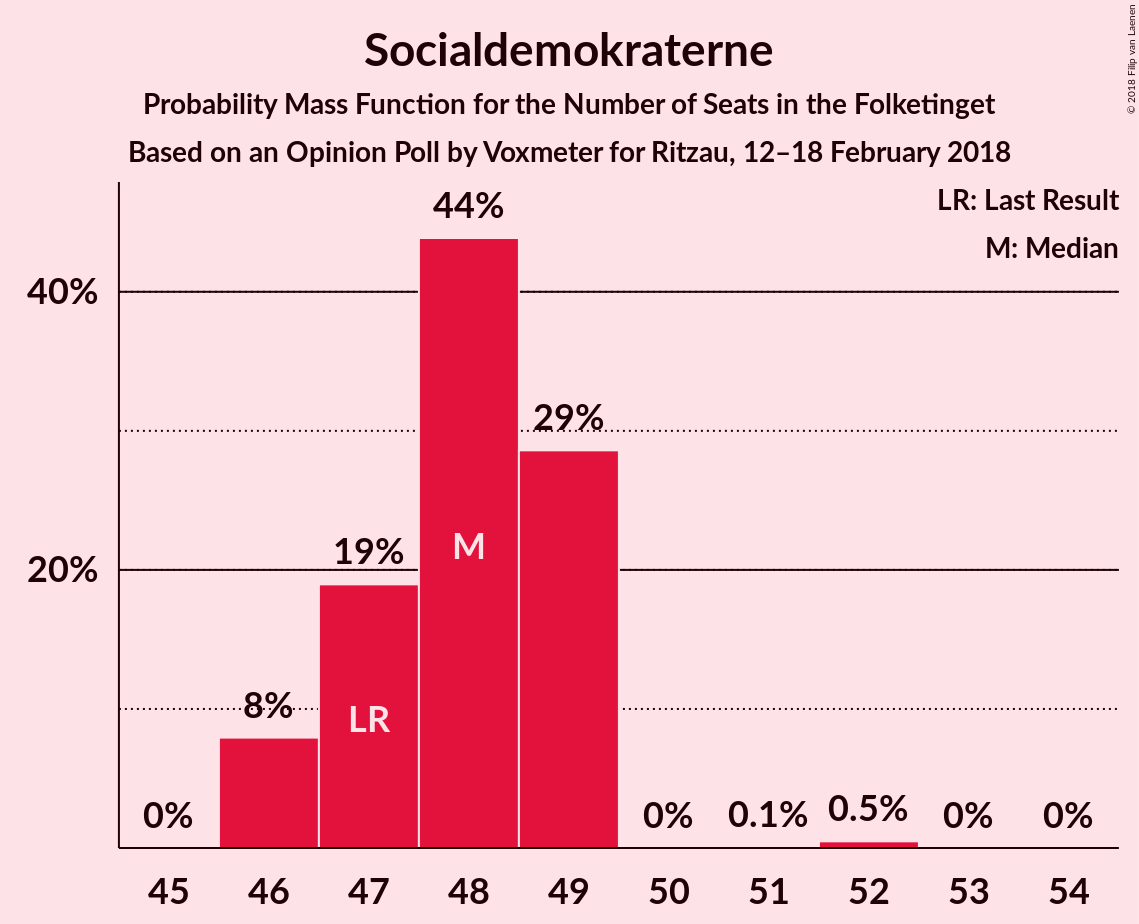 Socialdemokraterne
Probability Mass Function for the Number of Seats in the Folketinget
Based on an Opinion Poll by Voxmeter for Ritzau, 12–18 February 2018
© 2018 Filip van Laenen
LR: Last Result
M: Median
40%
20%
0%
8%
19%
44%
29%
0%
0.1%
0.5%
0%
0%
LR
M
45 46 47 48 49 50 51 52 53 54